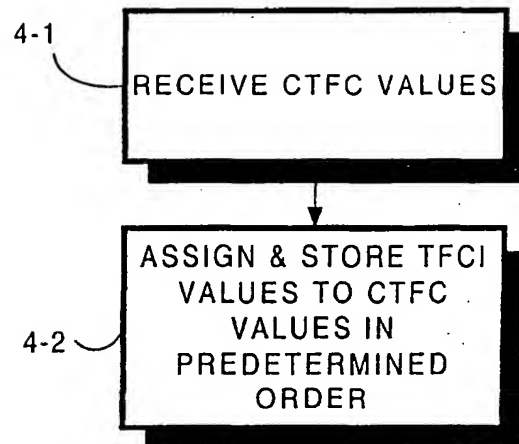 4-1
RECEIVE CTFC VALUES
ASSIGN & STORE TFCI
VALUES TO CTFC
VALUES IN
PREDETERMINED
ORDER
4-2